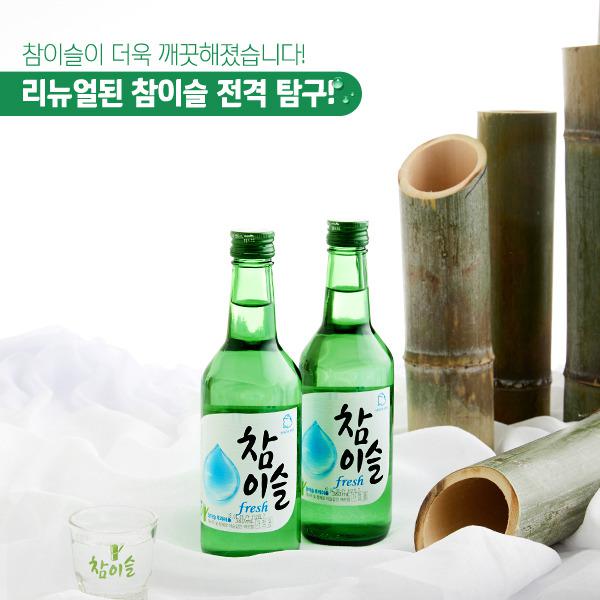 참이슬이 더욱 깨끗해졌습니다!
리뉴얼된 참이슬 전격 탐구!
참
이슬
fresh
참
이슬
fresh
참이슬